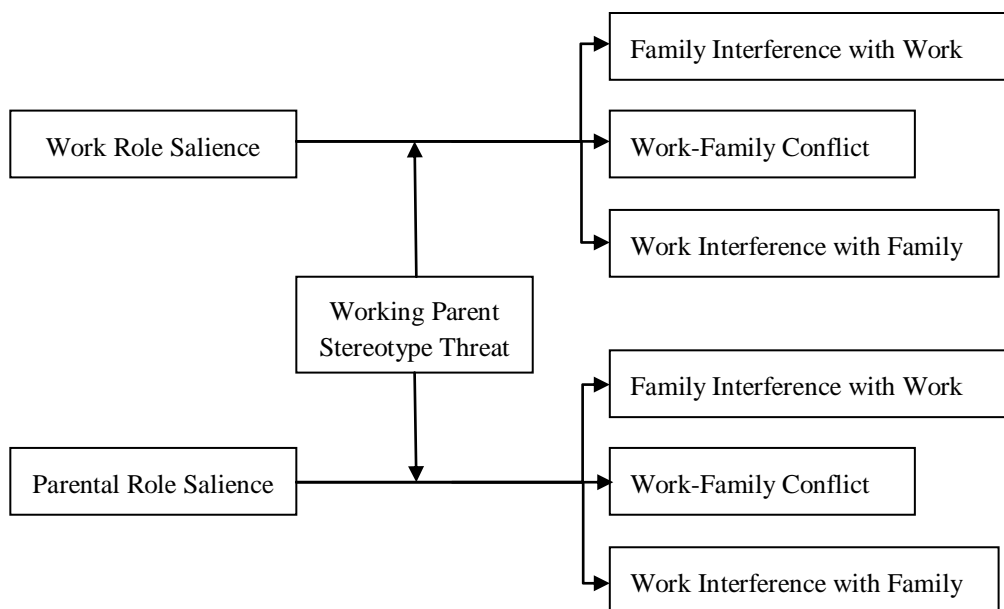 Family Interference with Work
Work Role Salience
Work-Family Conflict
Work Interference with Family
Working Parent
Stereotype Threat
Family Interference with Work
Parental Role Salience
Work-Family Conflict
Work Interference with Family